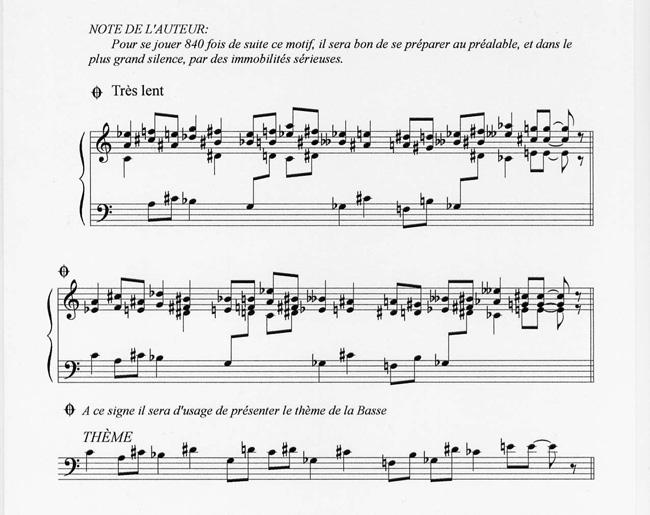 NOTE DE L'AUTEUR:
Pour se jouer 840 fois de suite ce motif, il sera bon de se préparer au préalable, et dans le
plus grand silence, par des immobilités sérieuses.
Très lent
A ce signe il sera d'usage de présenter le thème de la Basse
THÈME